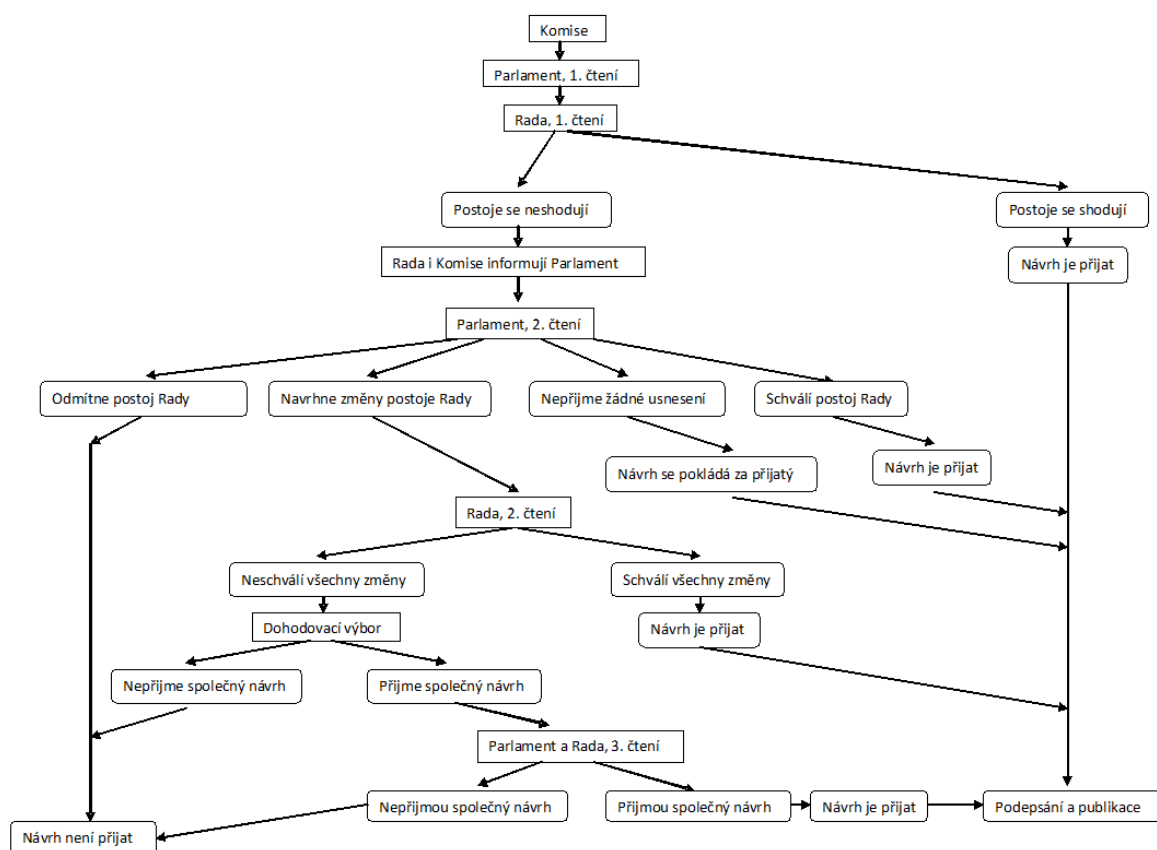 Komise
Parlament, 1. čtení
Rada, 1. čtení
Postoje se neshodují
Postoje se shodují
Rada i Komise informují Parlament
Návrh je přijat
Parlament, 2. čtení
Odmítne postoj Rady
Navrhne změny postoje Rady
Nepřijme žádné usnesení
Schválí postoj Rady
Návrh se pokládá za přijatý
Návrh je přijat
Rada, 2. čtení
Neschválí všechny změny
Schválí všechny změny
Dohodovací výbor
Návrh je přijat
Nepřijme společný návrh
Přijme společný návrh
Parlament a Rada, 3. čtení
Nepřijmou společný návrh
Přijmou společný návrh
Návrh je přijat
Podepsání a publikace
Návrh není přijat